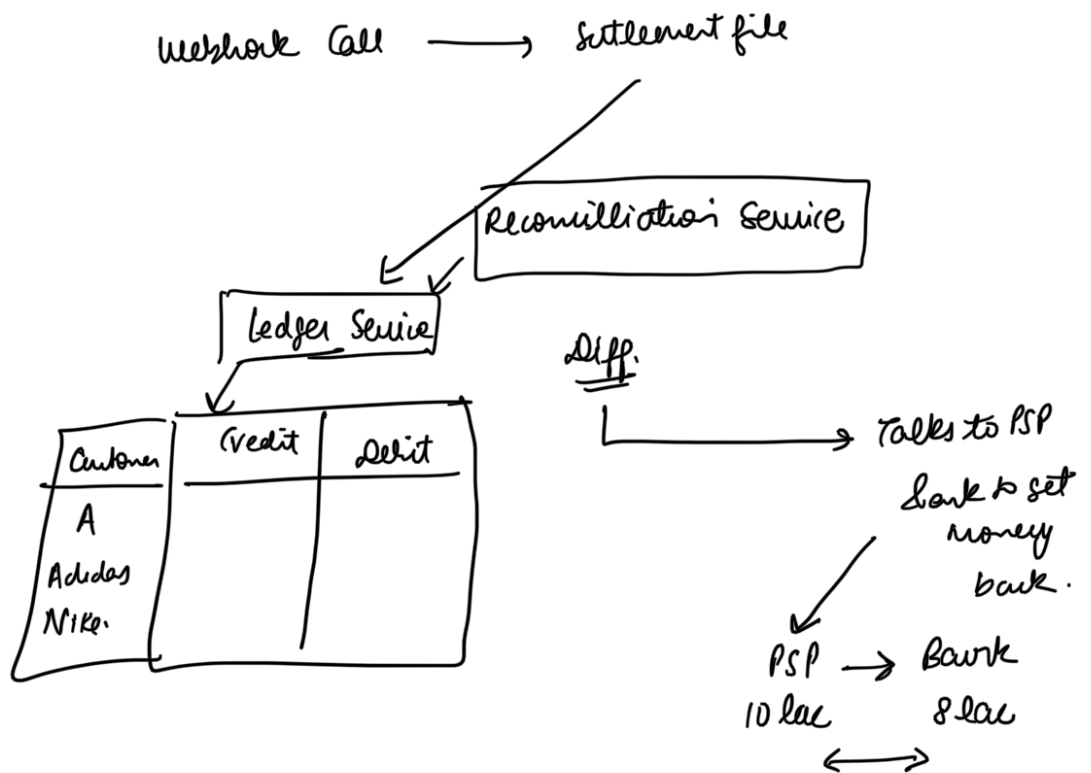 Webhook Call → Settlement file
Reconcilliation Service
Ledger Service
Diff.
Credit Debit
Customer
Talks to PSP
bank to get
money
back.
A
Adidas
Nike.
PSP → Bank
10 lac 8 lac